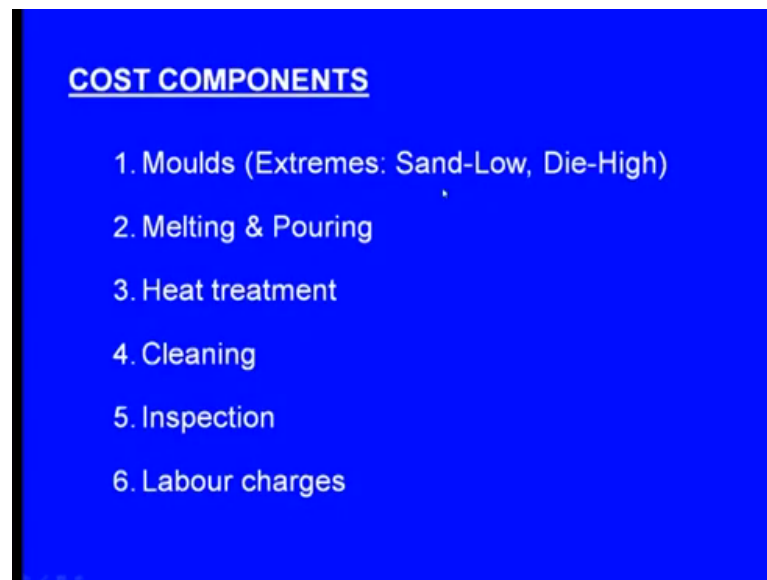 COST COMPONENTS
1. Moulds (Extremes: Sand-Low, Die-High)
2. Melting & Pouring
3. Heat treatment
4. Cleaning
5. Inspection
6. Labour charges